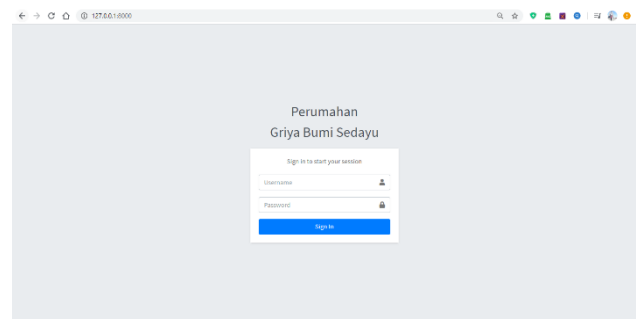 127.0.0.1:8000
Perumahan
Griya Bumi Sedayu
Sign in to start your session
Username
Password
Sign In